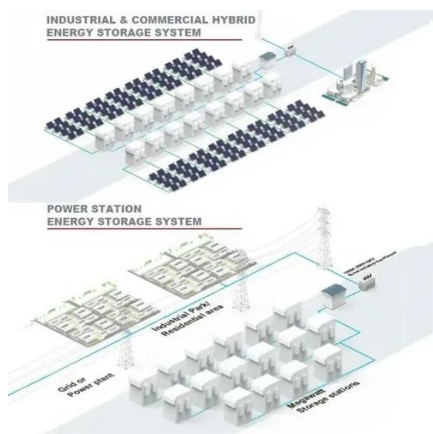 INDUSTRIAL & COMMERCIAL HYBRID
ENERGY STORAGE SYSTEM
POWER STATION
ENERGY STORAGE SYSTEM
Industrial Park/
Residential area
Grid or
Power plant
Megawatt
Storage stations